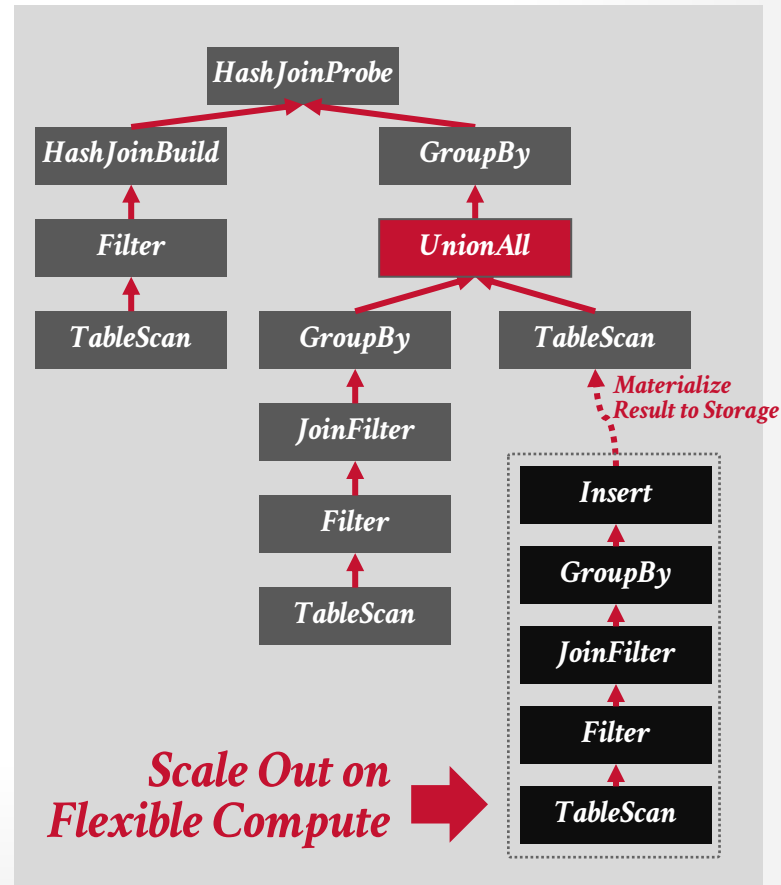 HashJoinProbe
HashJoinBuild
GroupBy
Filter
UnionAll
TableScan
GroupBy
TableScan
Materialize
Result to Storage
JoinFilter
Insert
Filter
GroupBy
TableScan
JoinFilter
Filter
Scale Out on
Flexible Compute
TableScan